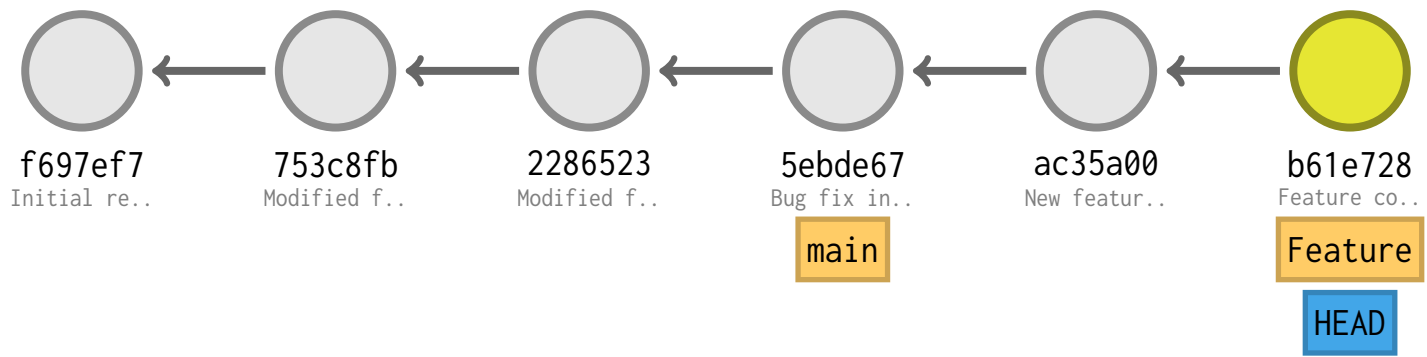 f697ef7 753c8fb 2286523 5ebde67 ac35a00 b61e728
Initial re.. Modified f.. Modified f.. Bug fix in.. New featur.. Feature co..
main Feature
HEAD